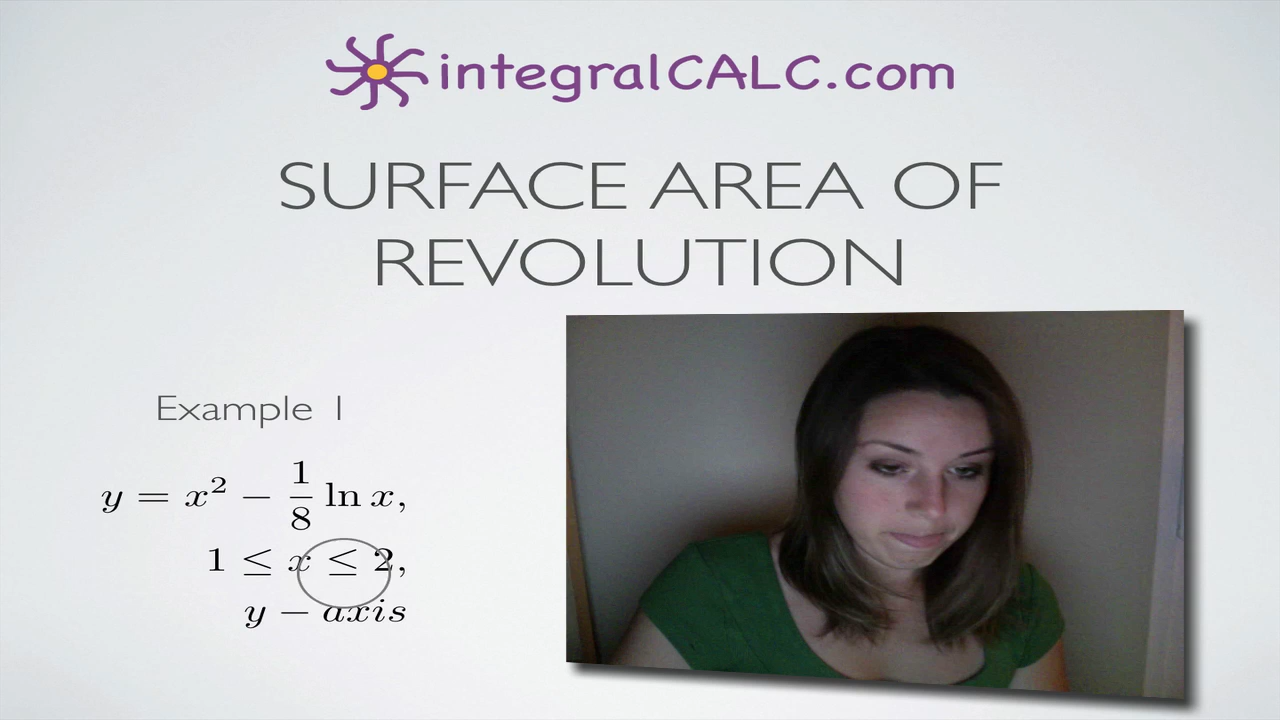 integralCALC.com
SURFACE AREA OF
REVOLUTION
Example 1
y = x² − 1/8 ln x,
1 ≤ x ≤ 2,
y − axis